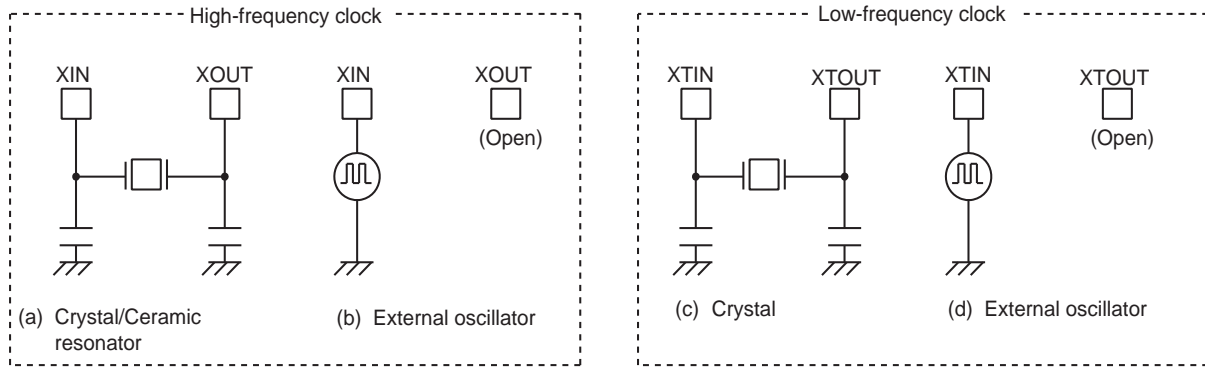 High-frequency clock
XIN XOUT XIN XOUT
(Open)
(a) Crystal/Ceramic
resonator
(b) External oscillator
Low-frequency clock
XTIN XTOUT XTIN XTOUT
(Open)
(c) Crystal
(d) External oscillator